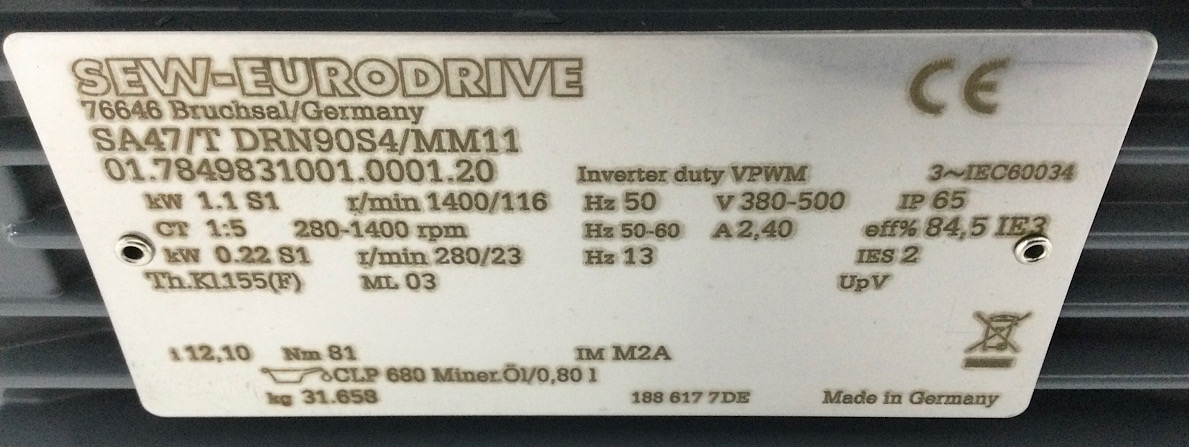 SEW-EURODRIVE CE
76646 Bruchsal/Germany
SA47/T DRN90S4/MM11
01.7849831001.0001.20 Inverter duty VPWM 3~IEC60034
kW 1.1 S1 r/min 1400/116 Hz 50 V 380-500 IP 65
CT 1:5 280-1400 rpm Hz 50-60 A 2,40 eff% 84,5 IE3
kW 0.22 S1 r/min 280/23 Hz 13 IES 2
Th.Kl.155(F) ML 03 UpV
i 12,10 Nm 81 IM M2A
CLP 680 Miner.Öl/0,80 l
kg 31.658 188 617 7DE Made in Germany